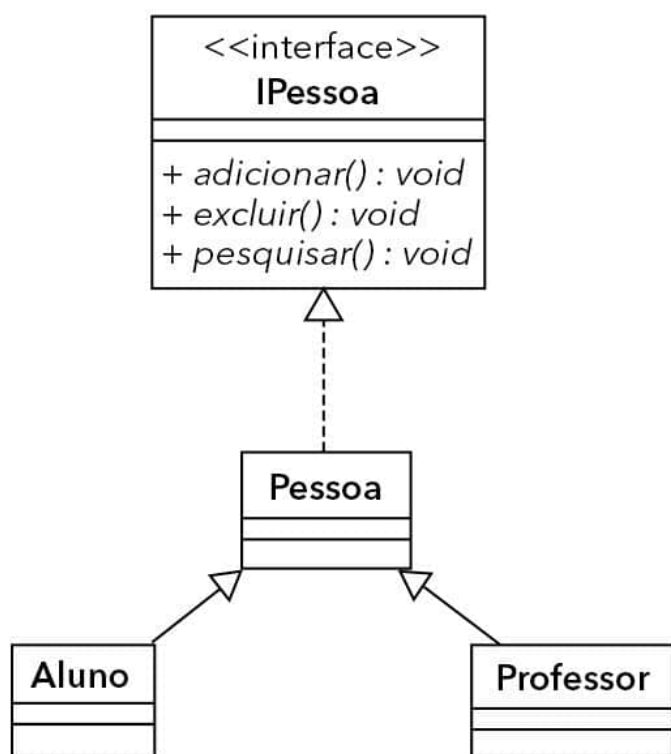 <<interface>>
IPessoa
+ adicionar() : void
+ excluir() : void
+ pesquisar() : void
Pessoa
Aluno
Professor